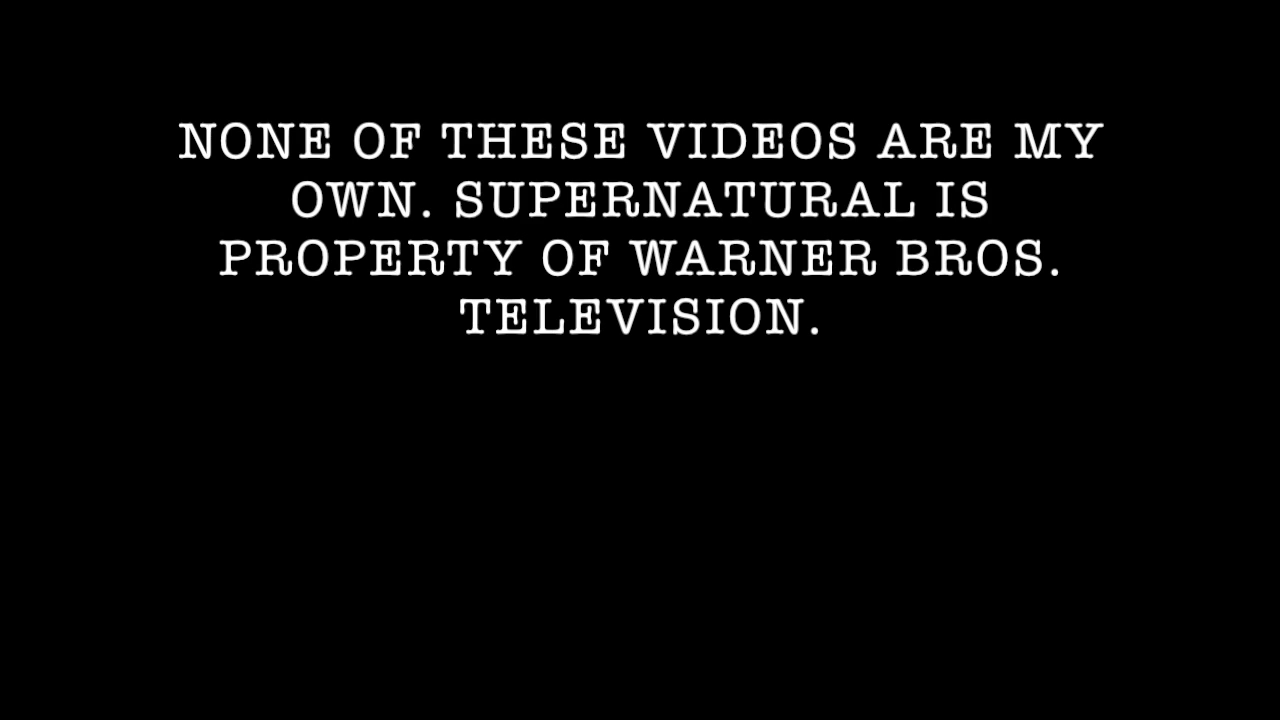 NONE OF THESE VIDEOS ARE MY
OWN. SUPERNATURAL IS
PROPERTY OF WARNER BROS.
TELEVISION.